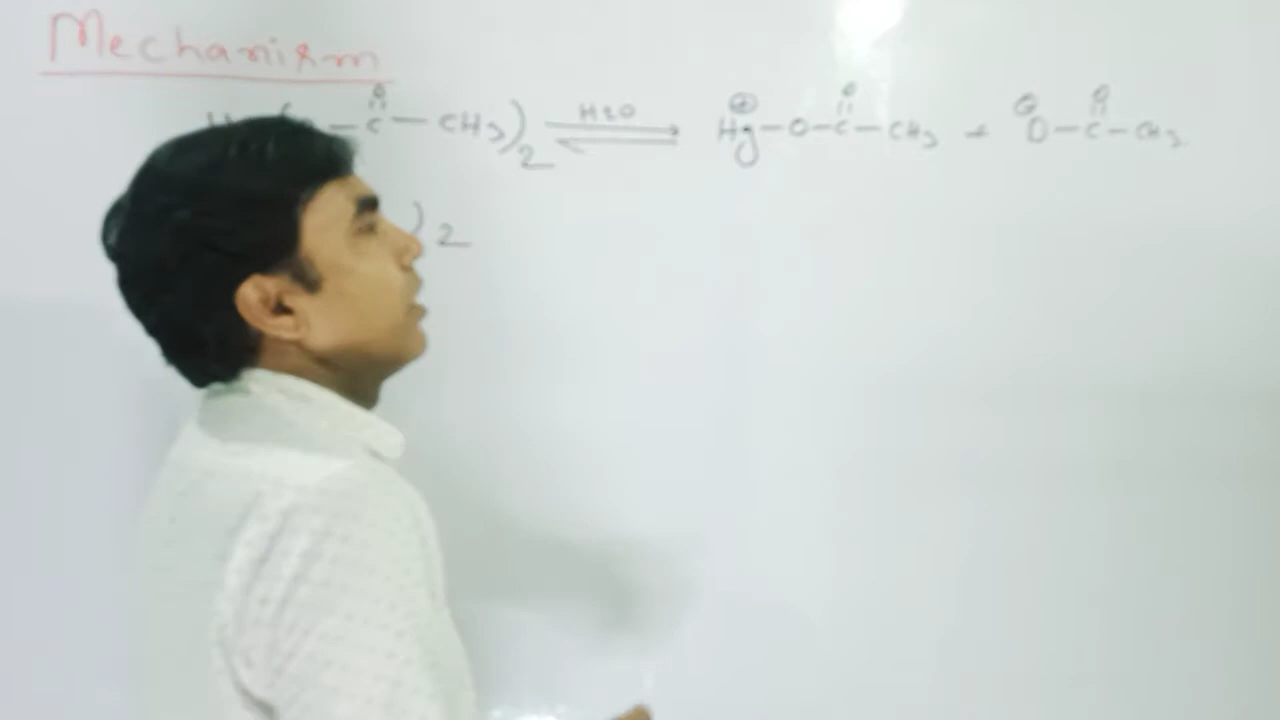 Mechanism
O O O
H — C — CH3)2 H2O ⇌ ⊕Hg—O—C—CH3 + ⊖O—C—CH3
)2